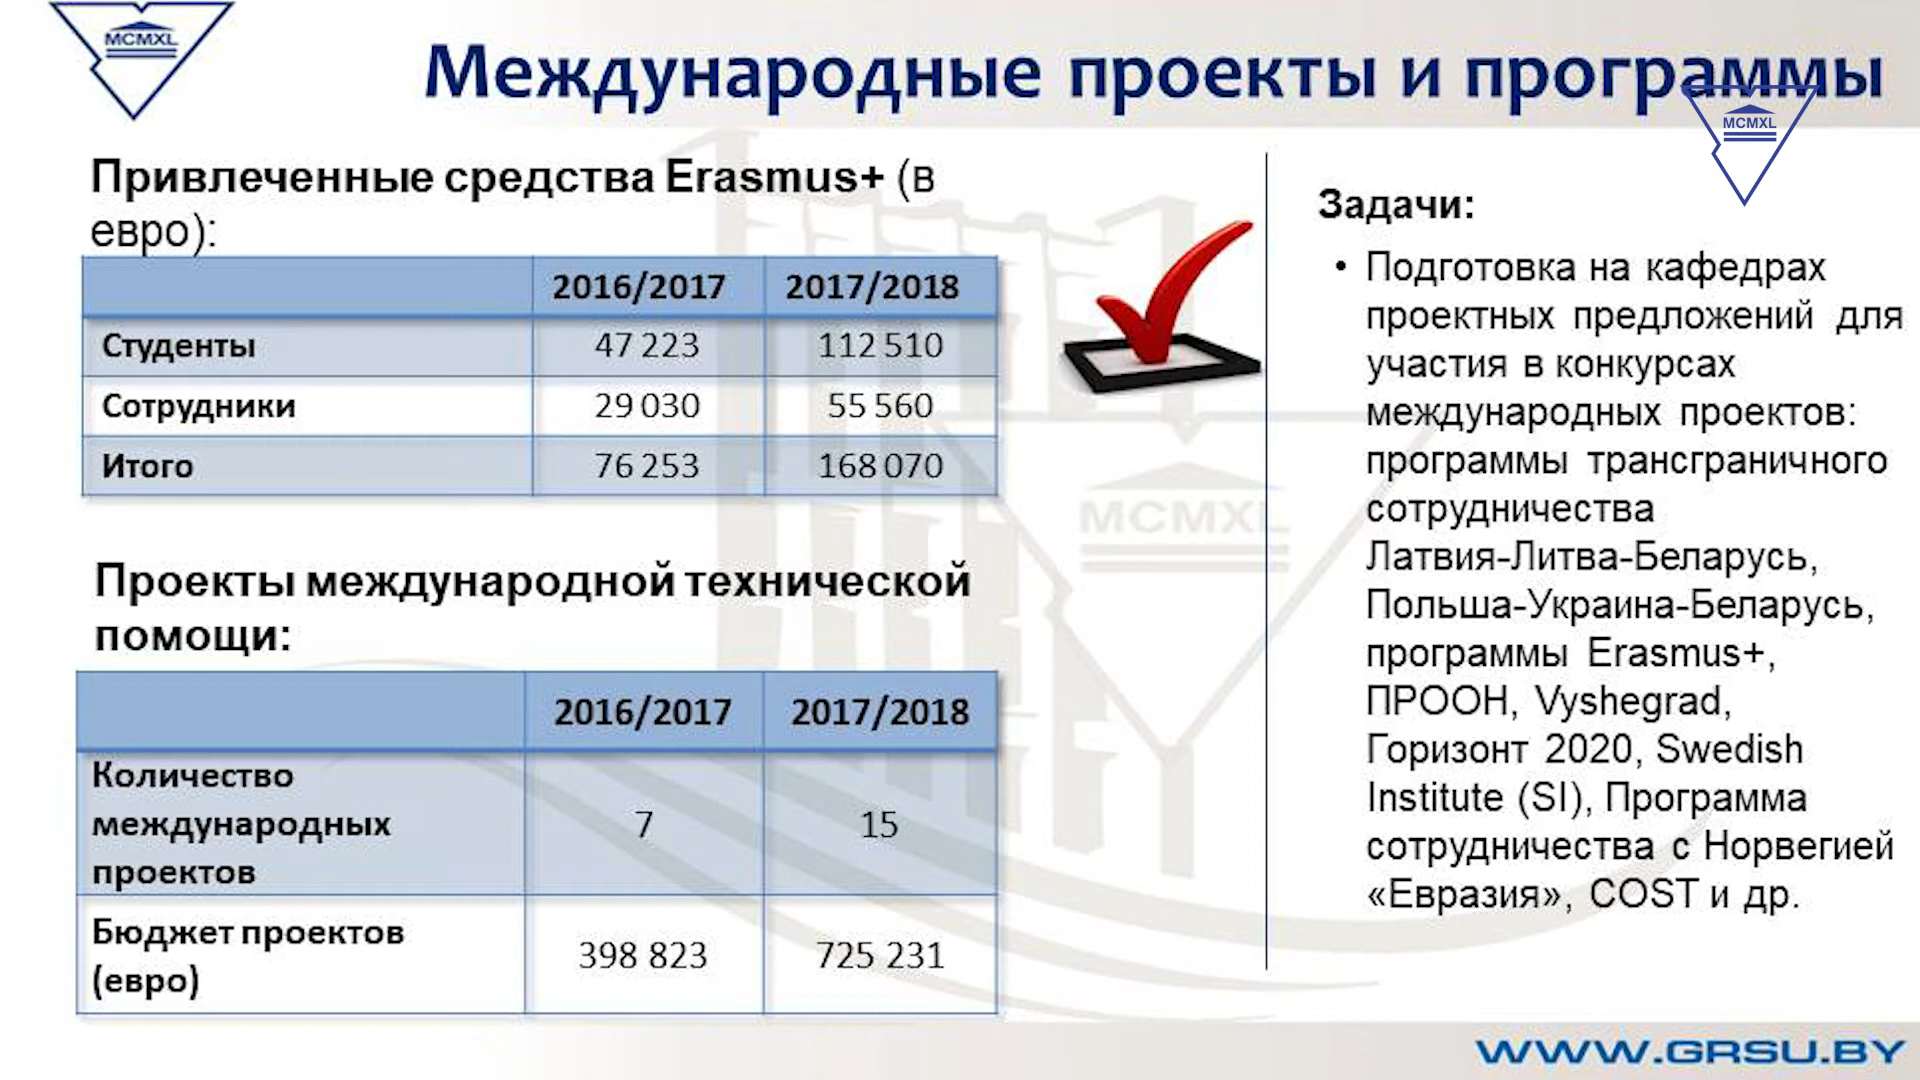 MCMXL
Международные проекты и программы
MCMXL
Привлеченные средства Erasmus+ (в
евро):
2016/2017 2017/2018
Студенты 47 223 112 510
Сотрудники 29 030 55 560
Итого 76 253 168 070
Проекты международной технической
помощи:
2016/2017 2017/2018
Количество
международных 7 15
проектов
Бюджет проектов
(евро) 398 823 725 231
MCMXL
Задачи:
• Подготовка на кафедрах
проектных предложений для
участия в конкурсах
международных проектов:
программы трансграничного
сотрудничества
Латвия-Литва-Беларусь,
Польша-Украина-Беларусь,
программы Erasmus+,
ПРООН, Vyshegrad,
Горизонт 2020, Swedish
Institute (SI), Программа
сотрудничества с Норвегией
«Евразия», COST и др.
WWW.GRSU.BY